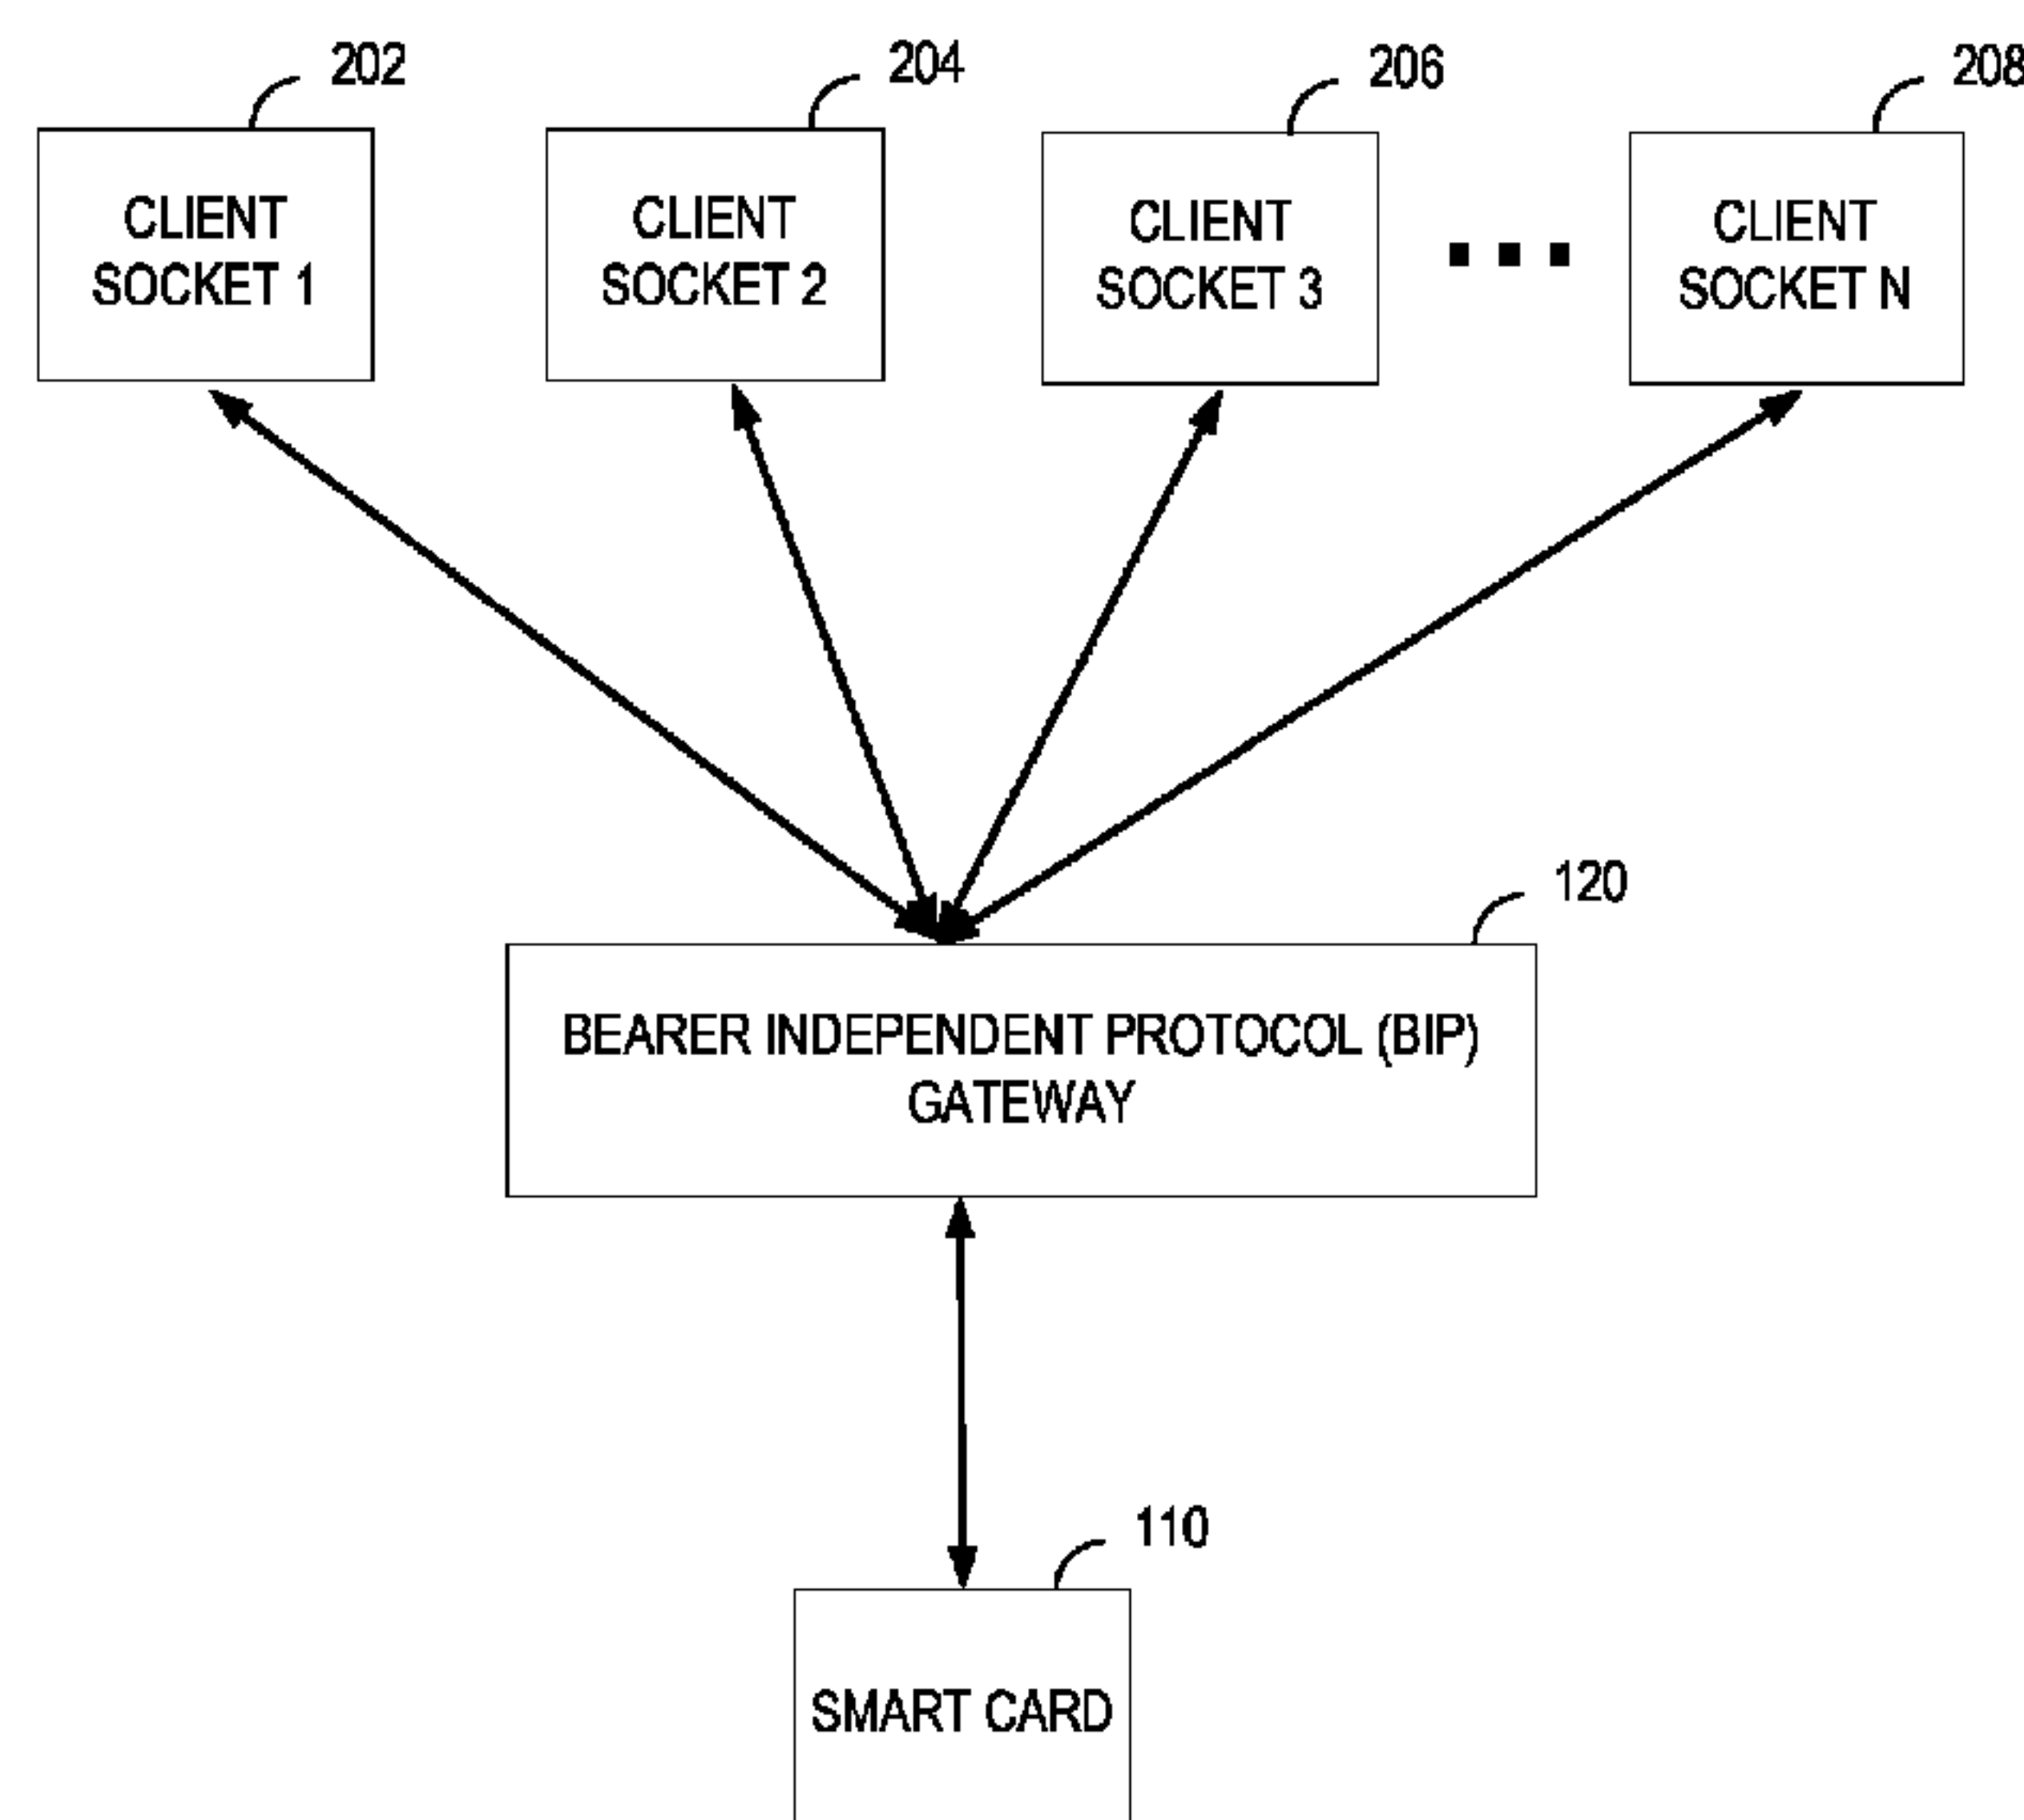 202
204
206
208
CLIENT
SOCKET 1
CLIENT
SOCKET 2
CLIENT
SOCKET 3
CLIENT
SOCKET N
120
BEARER INDEPENDENT PROTOCOL (BIP)
GATEWAY
110
SMART CARD